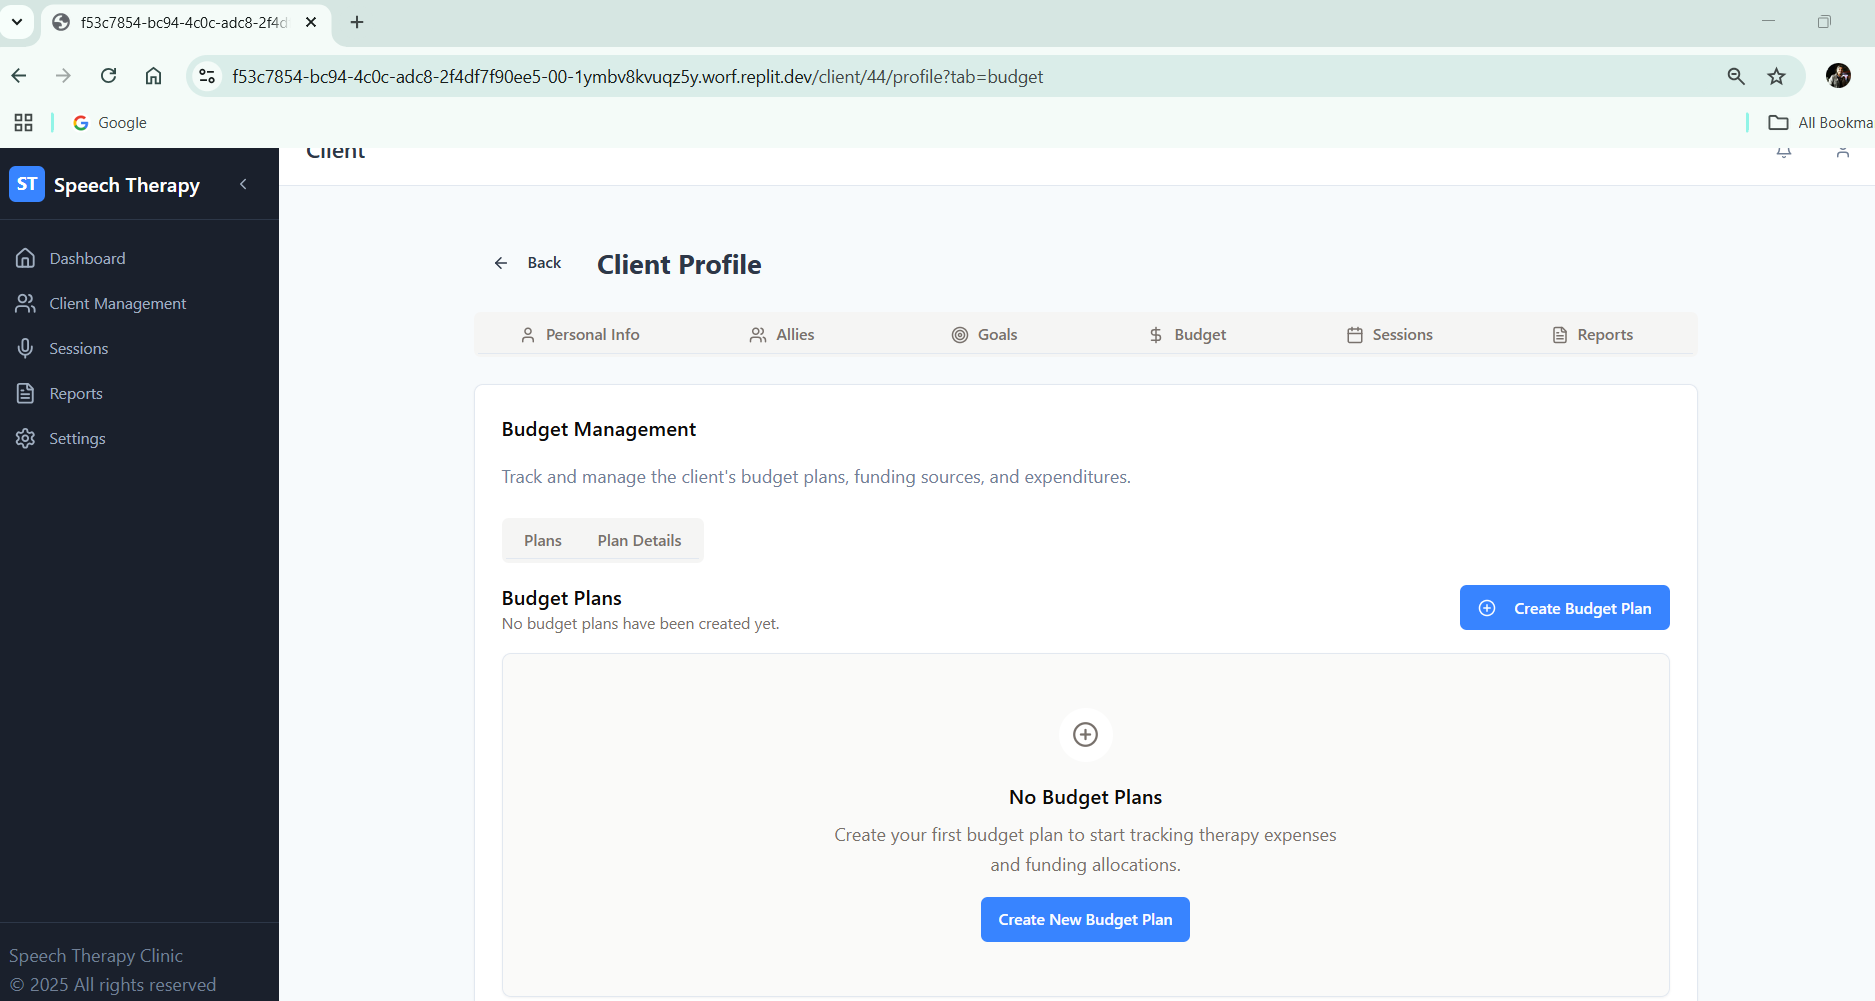 f53c7854-bc94-4c0c-adc8-2f4d
f53c7854-bc94-4c0c-adc8-2f4df7f90ee5-00-1ymbv8kvuqz5y.worf.replit.dev/client/44/profile?tab=budget
Google
All Bookma
Client
ST Speech Therapy
Dashboard
Client Management
Sessions
Reports
Settings
Speech Therapy Clinic
© 2025 All rights reserved
Back Client Profile
Personal Info Allies Goals Budget Sessions Reports
Budget Management
Track and manage the client's budget plans, funding sources, and expenditures.
Plans Plan Details
Budget Plans
No budget plans have been created yet.
Create Budget Plan
No Budget Plans
Create your first budget plan to start tracking therapy expenses
and funding allocations.
Create New Budget Plan